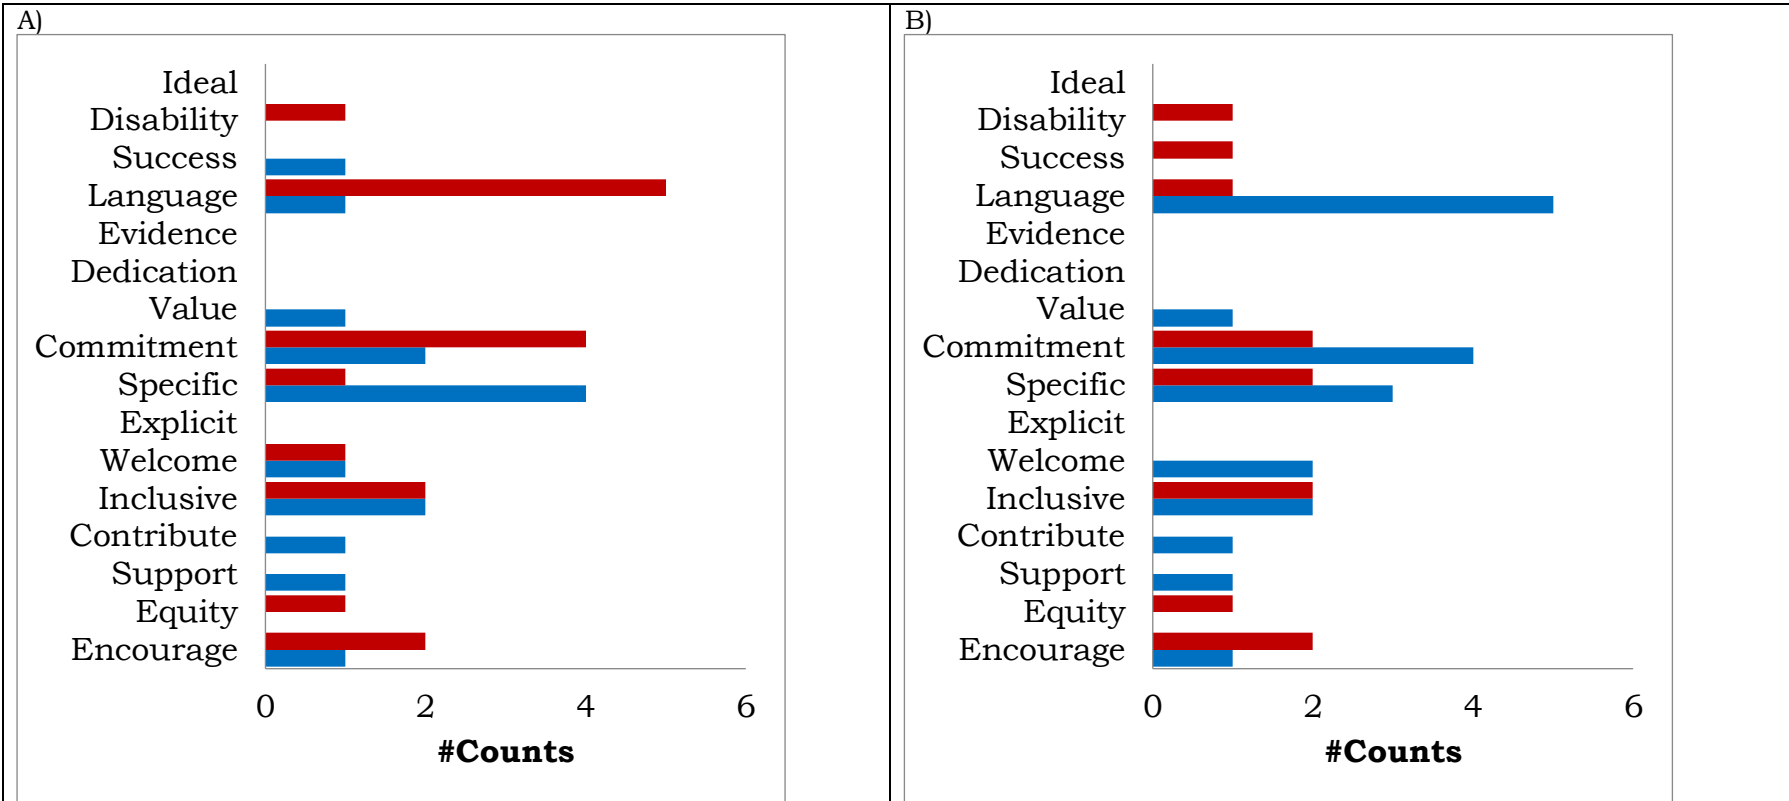 A)
Ideal
Disability
Success
Language
Evidence
Dedication
Value
Commitment
Specific
Explicit
Welcome
Inclusive
Contribute
Support
Equity
Encourage
0 2 4 6
#Counts
B)
Ideal
Disability
Success
Language
Evidence
Dedication
Value
Commitment
Specific
Explicit
Welcome
Inclusive
Contribute
Support
Equity
Encourage
0 2 4 6
#Counts